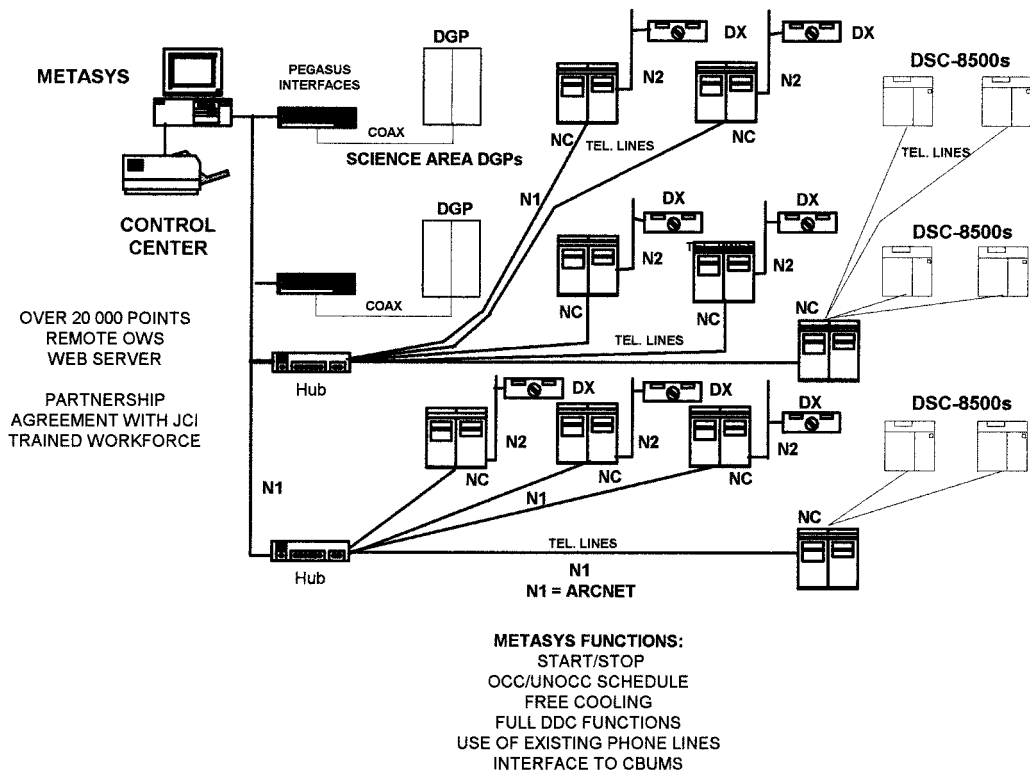 METASYS
CONTROL
CENTER
OVER 20 000 POINTS
REMOTE OWS
WEB SERVER
PARTNERSHIP
AGREEMENT WITH JCI
TRAINED WORKFORCE
PEGASUS
INTERFACES
COAX
DGP
SCIENCE AREA DGPs
DGP
COAX
DX
N2
NC
DX
N2
NC
TEL. LINES
N1
DSC-8500s
TEL. LINES
DX
N2
NC
DX
N2
NC
TEL. LINES
DSC-8500s
NC
Hub
DX
N2
NC
DX
N2
NC
DX
N2
NC
N1
DSC-8500s
NC
N1
Hub
TEL. LINES
N1
N1 = ARCNET
METASYS FUNCTIONS:
START/STOP
OCC/UNOCC SCHEDULE
FREE COOLING
FULL DDC FUNCTIONS
USE OF EXISTING PHONE LINES
INTERFACE TO CBUMS